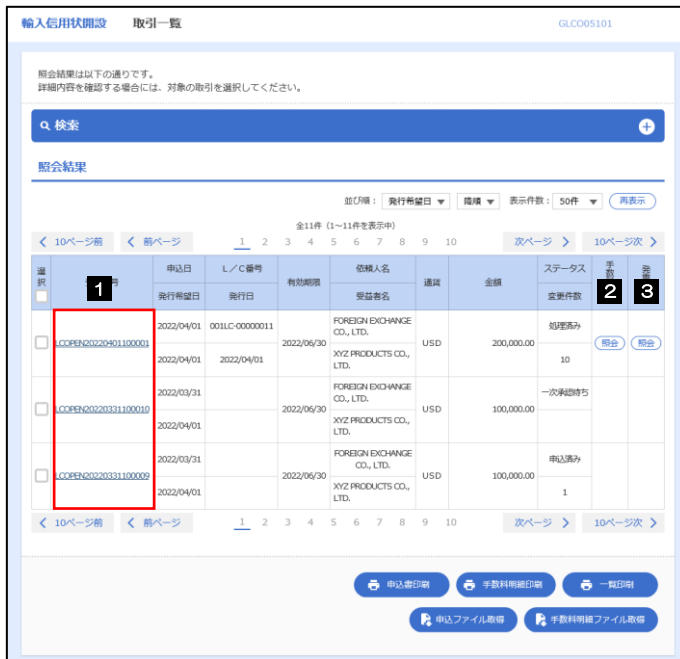 輸入信用状開設 取引一覧 GLCO05101
照会結果は以下の通りです。
詳細内容を確認する場合には、対象の取引を選択してください。
検索
照会結果
並び順: 発行希望日 ▼ 降順 ▼ 表示件数: 50件 ▼ 再表示
全11件 (1~11件を表示中)
10ページ前 前ページ 1 2 3 4 5 6 7 8 9 10 次ページ 10ページ次
選択 1 号 申込日 L/C番号 有効期限 依頼人名 通貨 金額 ステータス 手数 2 3
発行希望日 発行日 受益者名 変更件数
LCOPEN20220401100001 2022/04/01 001LC-00000011 2022/06/30 FOREIGN EXCHANGE CO., LTD. USD 200,000.00 処理済み 照会 照会
2022/04/01 2022/04/01 XYZ PRODUCTS CO., LTD. 10
LCOPEN20220331100010 2022/03/31 2022/06/30 FOREIGN EXCHANGE CO., LTD. USD 100,000.00 一次承認待ち
2022/04/01 XYZ PRODUCTS CO., LTD.
LCOPEN20220331100009 2022/03/31 2022/06/30 FOREIGN EXCHANGE CO., LTD. USD 100,000.00 申込済み
2022/04/01 XYZ PRODUCTS CO., LTD. 1
10ページ前 前ページ 1 2 3 4 5 6 7 8 9 10 次ページ 10ページ次
申込書印刷 手数料明細印刷 一覧印刷
申込ファイル取得 手数料明細ファイル取得